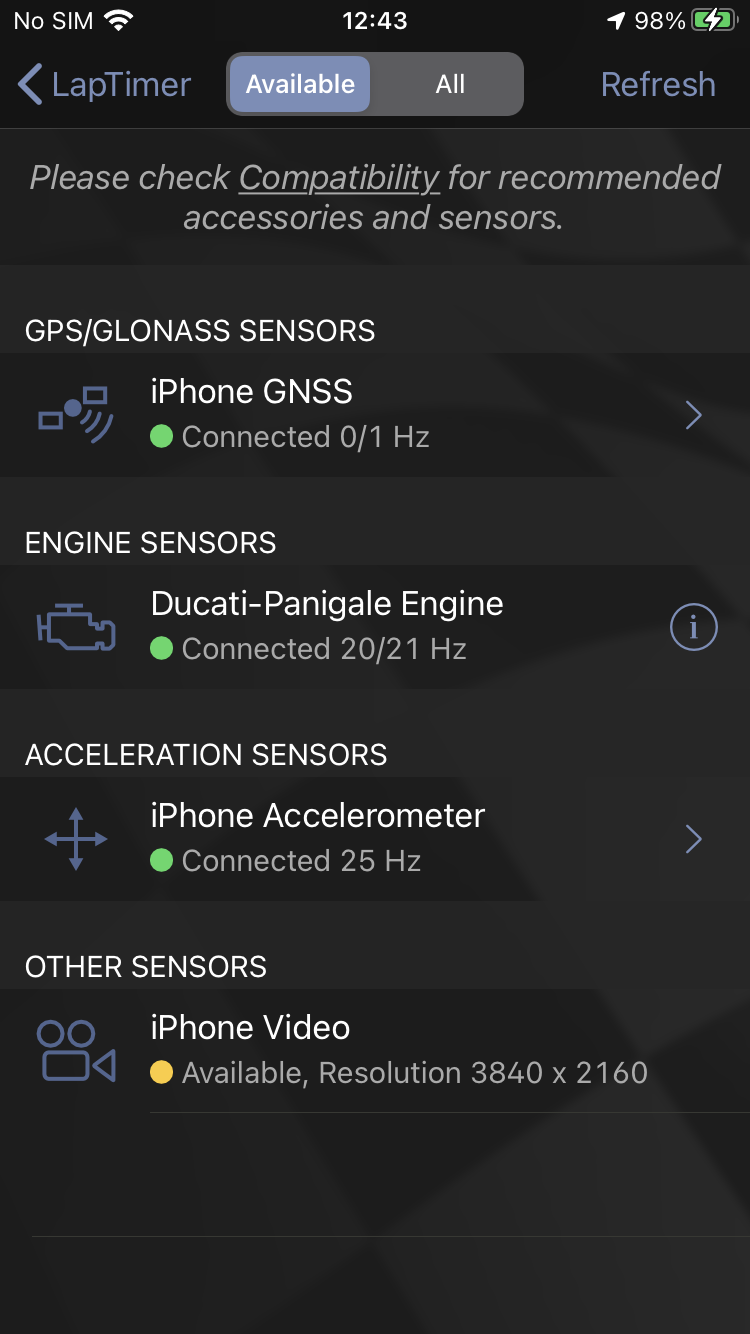 No SIM 12:43 98%
LapTimer Available All Refresh
Please check Compatibility for recommended
accessories and sensors.
GPS/GLONASS SENSORS
iPhone GNSS
Connected 0/1 Hz
ENGINE SENSORS
Ducati-Panigale Engine
Connected 20/21 Hz
i
ACCELERATION SENSORS
iPhone Accelerometer
Connected 25 Hz
OTHER SENSORS
iPhone Video
Available, Resolution 3840 x 2160